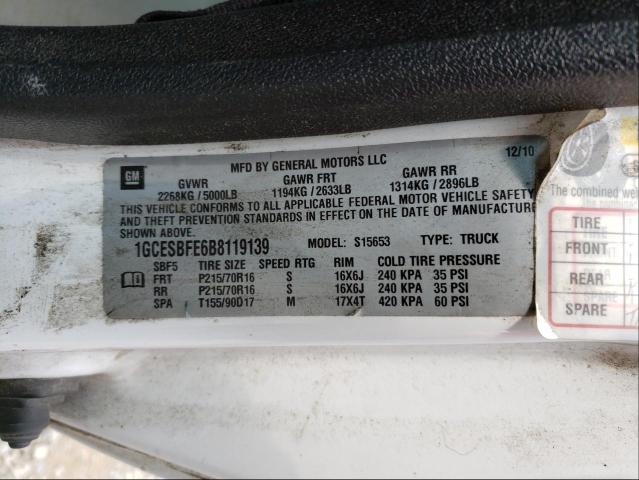 GM
MFD BY GENERAL MOTORS LLC
12/10
GVWR
GAWR FRT
GAWR RR
2268KG / 5000LB
1194KG / 2633LB
1314KG / 2896LB
THIS VEHICLE CONFORMS TO ALL APPLICABLE FEDERAL MOTOR VEHICLE SAFETY
AND THEFT PREVENTION STANDARDS IN EFFECT ON THE DATE OF MANUFACTURE
SHOWN ABOVE.
1GCESBFE6B8119139 MODEL: S15653 TYPE: TRUCK
SBF5 TIRE SIZE SPEED RTG RIM COLD TIRE PRESSURE
FRT P215/70R16 S 16X6J 240 KPA 35 PSI
RR P215/70R16 S 16X6J 240 KPA 35 PSI
SPA T155/90D17 M 17X4T 420 KPA 60 PSI
The combined we
TIRE
FRONT
REAR
SPARE